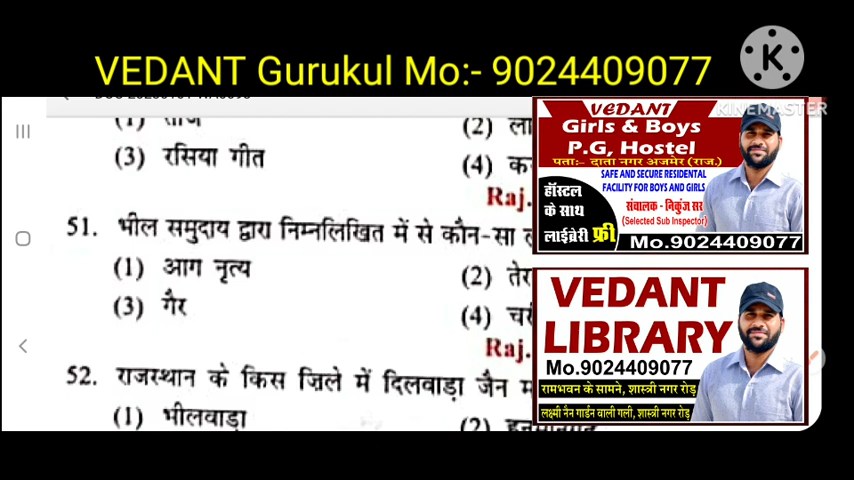 VEDANT Gurukul Mo:- 9024409077
KINEMASTER
(3) रसिया गीत
(4)
Raj.
51. भील समुदाय द्वारा निम्नलिखित में से कौन-सा
(1) आग नृत्य
(2) तेर
(3) गैर
(4) चर
Raj.
52. राजस्थान के किस ज़िले में दिलवाड़ा जैन
(1) भीलवाड़ा
(2)
VEDANT
Girls & Boys
P.G, Hostel
पता:- दाता नगर अजमेर (राज.)
SAFE AND SECURE RESIDENTAL
FACILITY FOR BOYS AND GIRLS
हॉस्टल
के साथ
लाईब्रेरी फ्री
संचालक - निकुंज सर
(Selected Sub Inspector)
Mo.9024409077
VEDANT
LIBRARY
Mo.9024409077
रामभवन के सामने, शास्त्री नगर रोड़
लक्ष्मी नैन गार्डन वाली गली, शास्त्री नगर रोड़